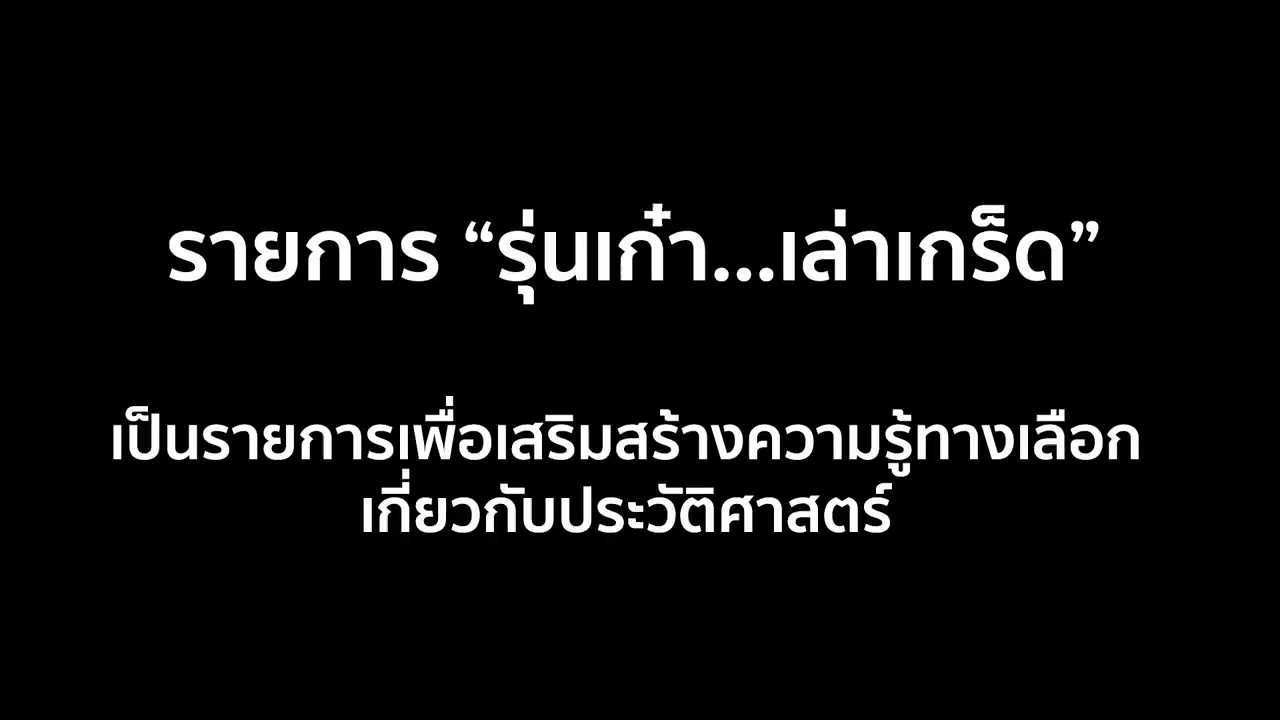 รายการ “รุ่นเก๋า...เล่าเกร็ด”
เป็นรายการเพื่อเสริมสร้างความรู้ทางเลือก
เกี่ยวกับประวัติศาสตร์